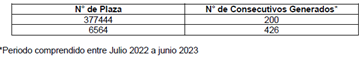 N° de Plaza N° de Consecutivos Generados*
377444 200
6564 426
*Periodo comprendido entre Julio 2022 a junio 2023